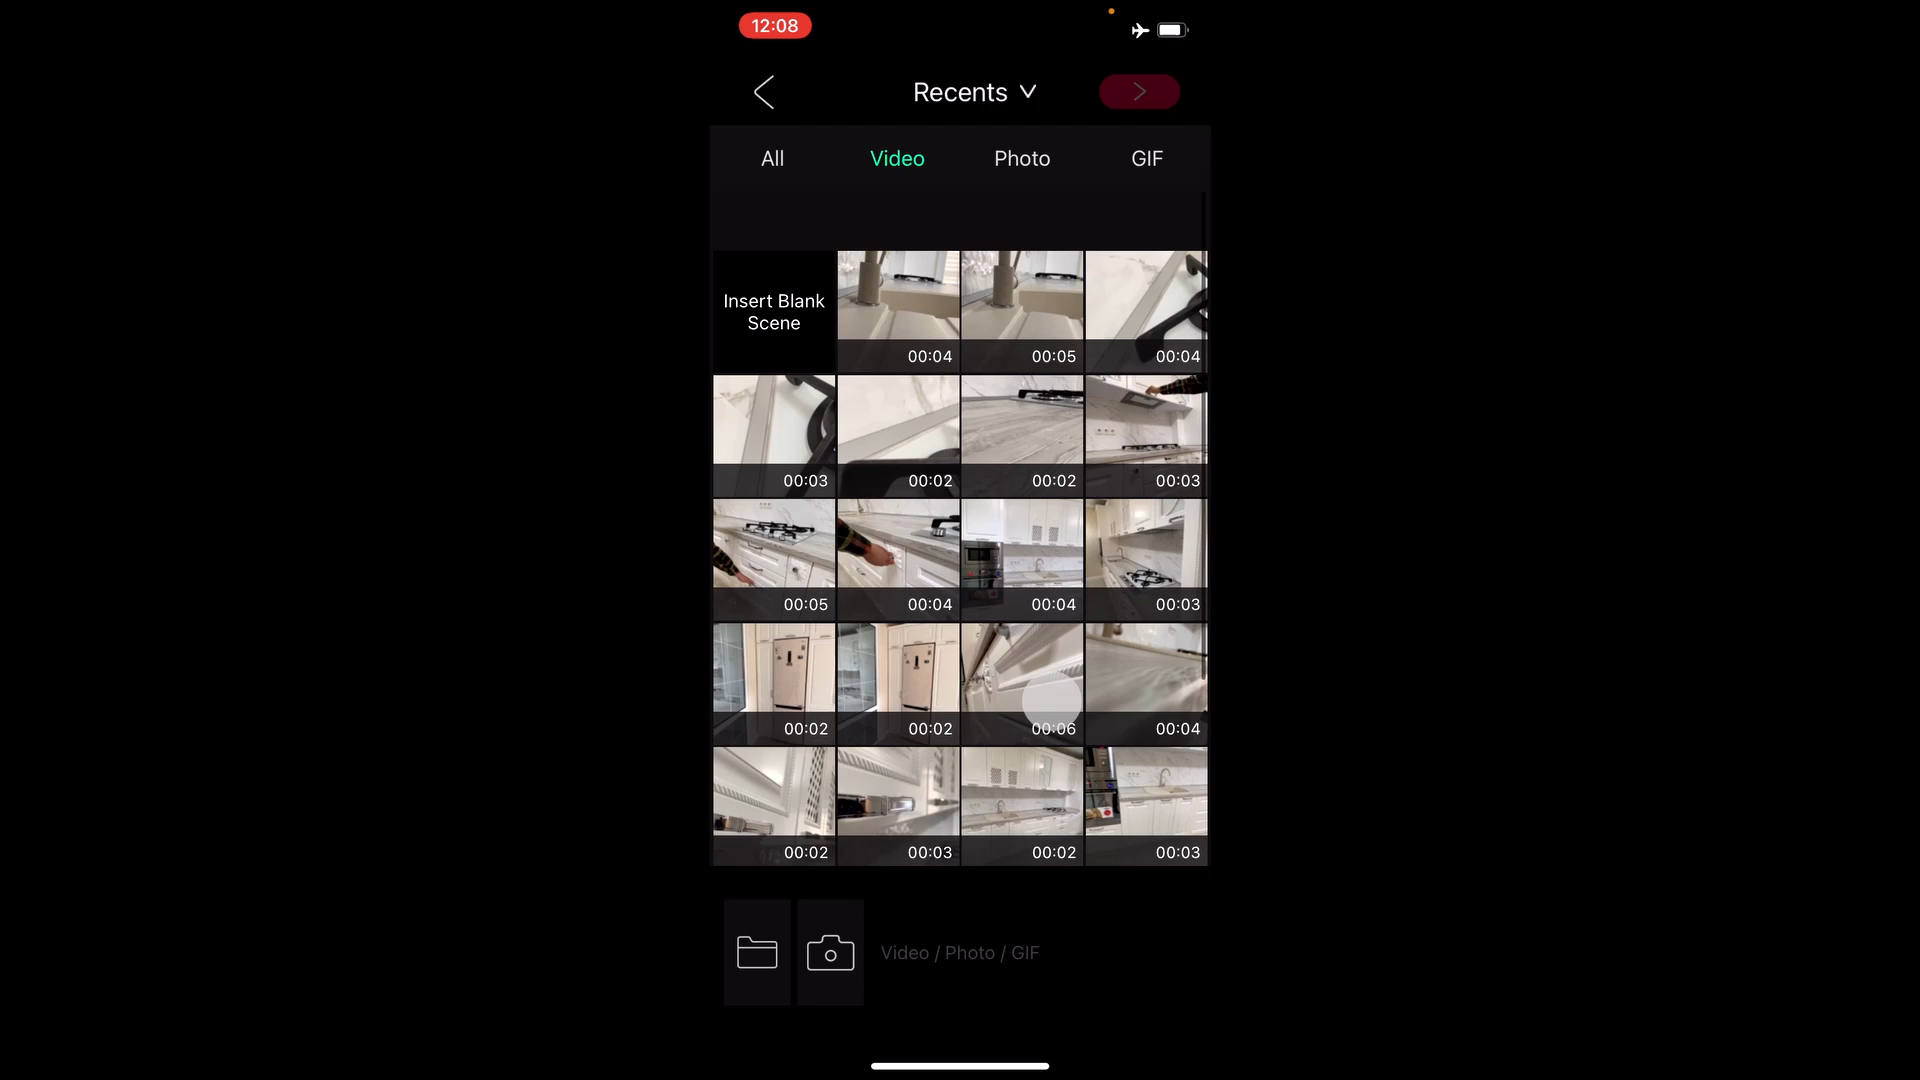 12:08
Recents
All Video Photo GIF
Insert Blank
Scene
00:04 00:05 00:04
00:03 00:02 00:02 00:03
00:05 00:04 00:04 00:03
00:02 00:02 00:06 00:04
00:02 00:03 00:02 00:03
Video / Photo / GIF